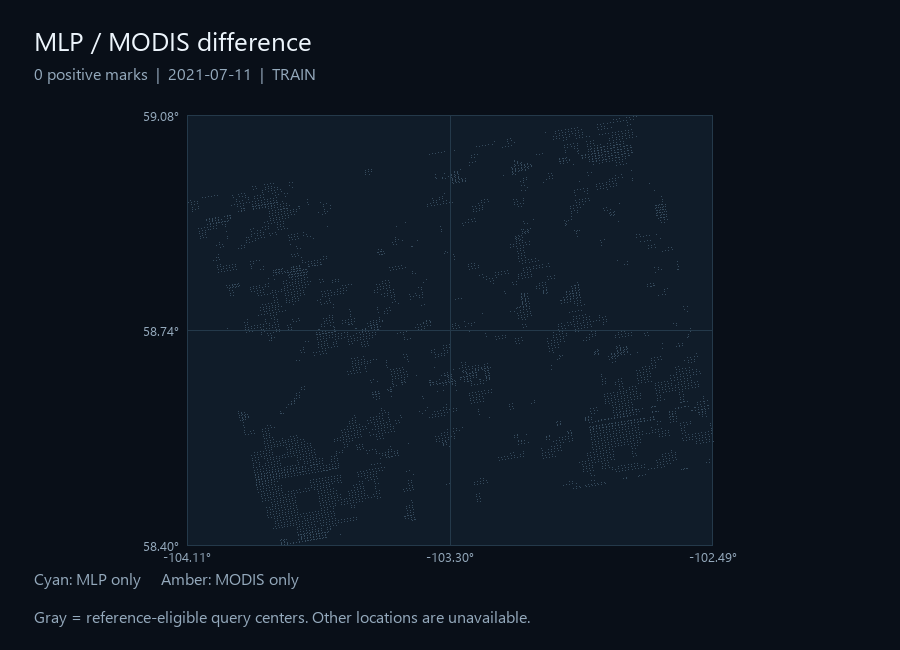 MLP / MODIS difference
0 positive marks | 2021-07-11 | TRAIN
59.08°
58.74°
58.40°
-104.11°
-103.30°
-102.49°
Cyan: MLP only Amber: MODIS only
Gray = reference-eligible query centers. Other locations are unavailable.